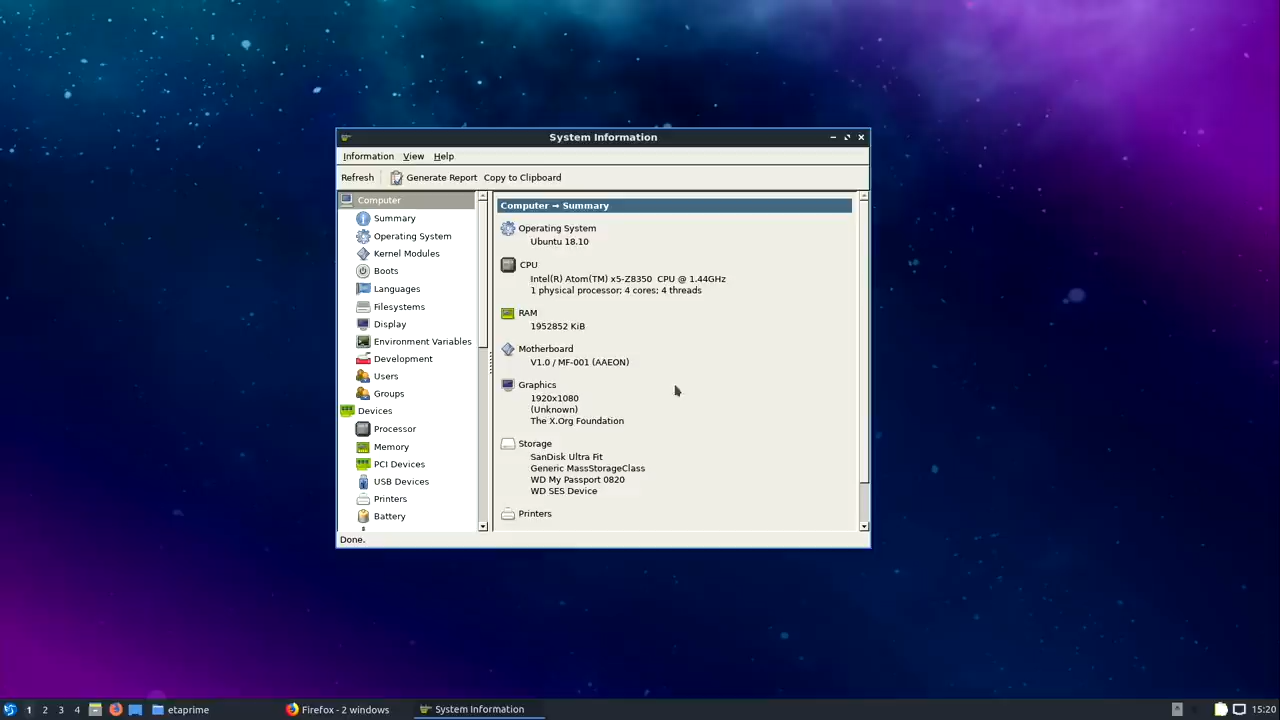 System Information
Information View Help
Refresh Generate Report Copy to Clipboard
Computer
Summary
Operating System
Kernel Modules
Boots
Languages
Filesystems
Display
Environment Variables
Development
Users
Groups
Devices
Processor
Memory
PCI Devices
USB Devices
Printers
Battery
Computer → Summary
Operating System
Ubuntu 18.10
CPU
Intel(R) Atom(TM) x5-Z8350 CPU @ 1.44GHz
1 physical processor; 4 cores; 4 threads
RAM
1952852 KiB
Motherboard
V1.0 / MF-001 (AAEON)
Graphics
1920x1080
(Unknown)
The X.Org Foundation
Storage
SanDisk Ultra Fit
Generic MassStorageClass
WD My Passport 0820
WD SES Device
Printers
Done.
1 2 3 4 etaprime Firefox - 2 windows System Information 15:20